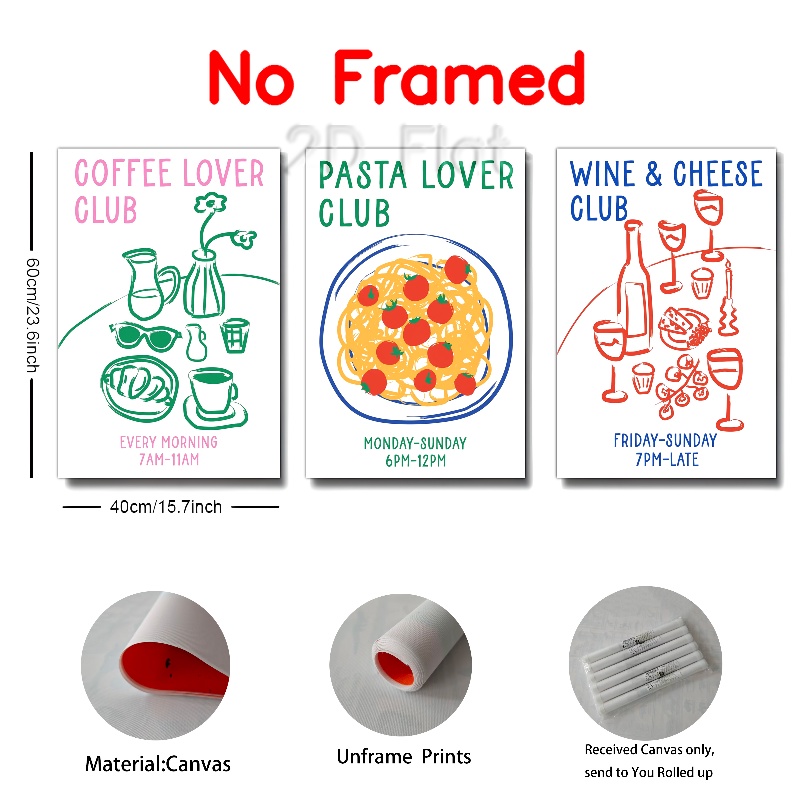 No Framed
2D Flat
COFFEE LOVER
CLUB
EVERY MORNING
7AM-11AM
PASTA LOVER
CLUB
MONDAY-SUNDAY
6PM-12PM
WINE & CHEESE
CLUB
FRIDAY-SUNDAY
7PM-LATE
60cm/23.6inch
40cm/15.7inch
Material:Canvas
Unframe Prints
Received Canvas only,
send to You Rolled up